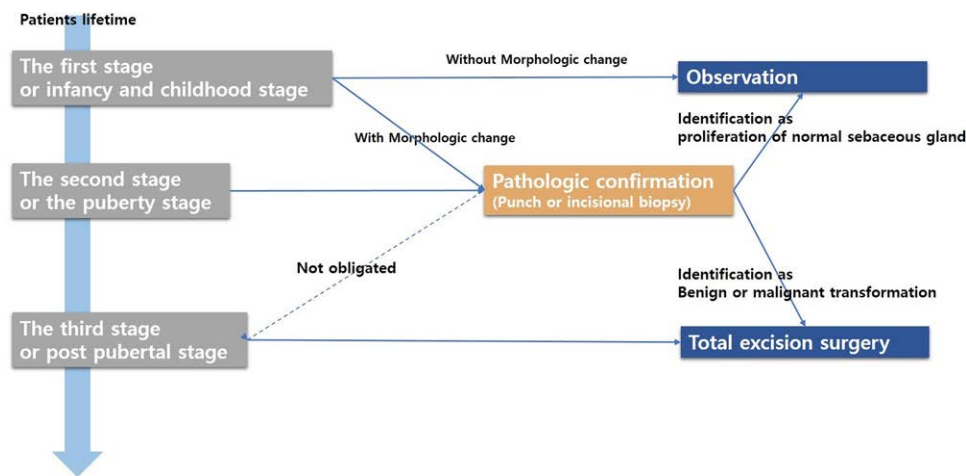 Patients lifetime
The first stage
or infancy and childhood stage
Without Morphologic change
Observation
With Morphologic change
Identification as
proliferation of normal sebaceous gland
The second stage
or the puberty stage
Pathologic confirmation
(Punch or incisional biopsy)
Not obligated
Identification as
Benign or malignant transformation
The third stage
or post pubertal stage
Total excision surgery